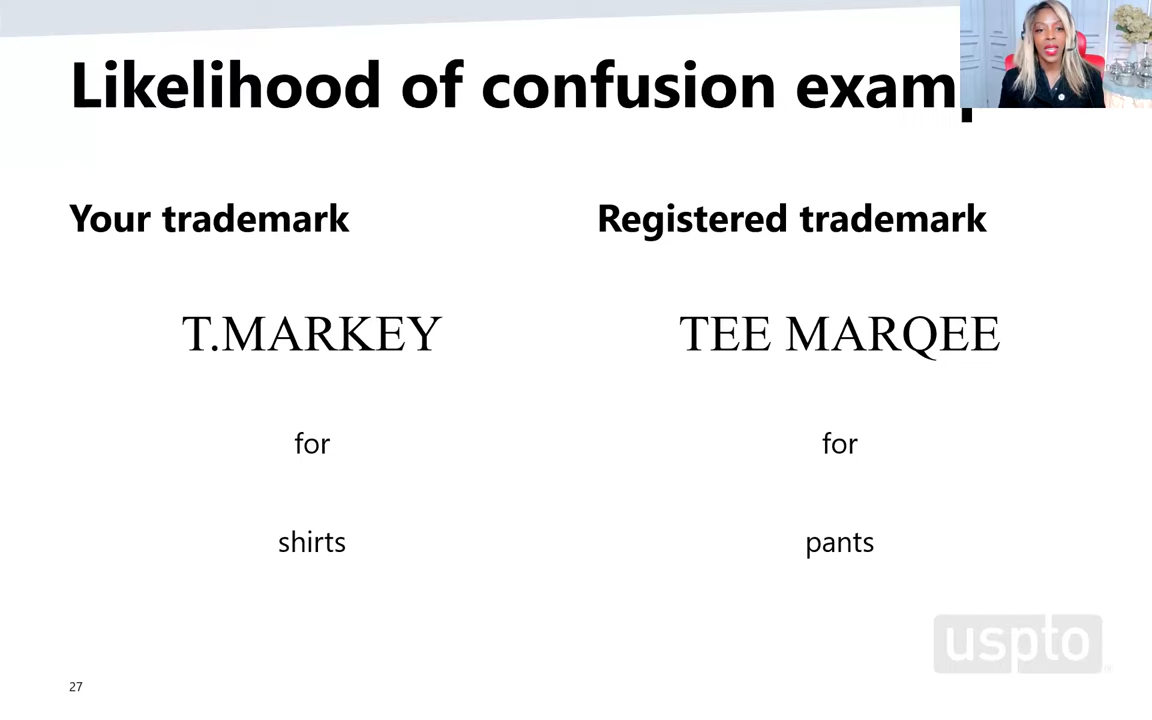 Likelihood of confusion exam
Your trademark
Registered trademark
T.MARKEY
TEE MARQEE
for
for
shirts
pants
uspto
27